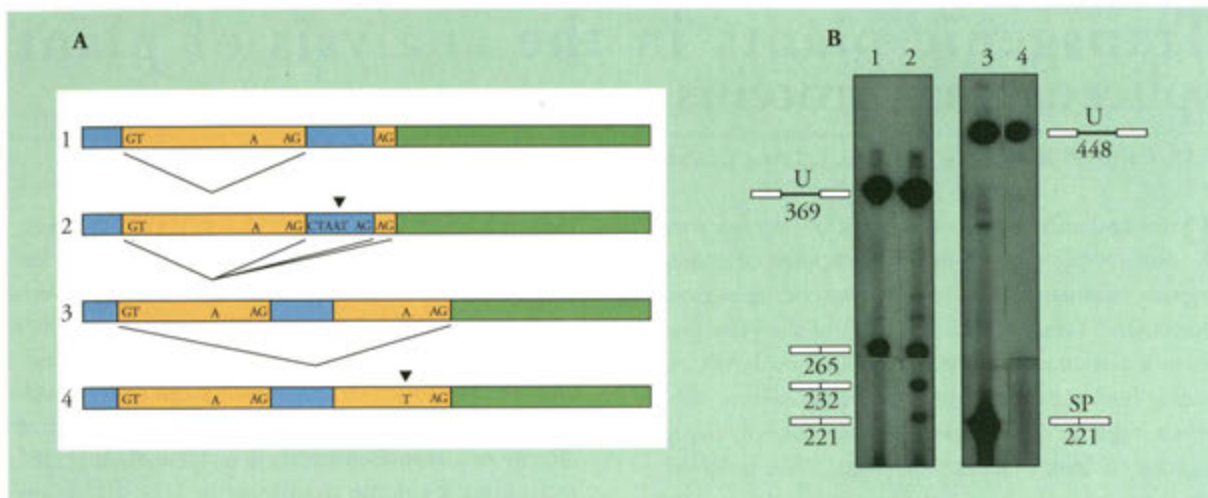 A
1 GT A AG AG
2 GT A AG CTAAT AG AG
3 GT A AG A AG
4 GT A AG T AG
B
1 2 3 4
U
369
265
232
221
U
448
SP
221